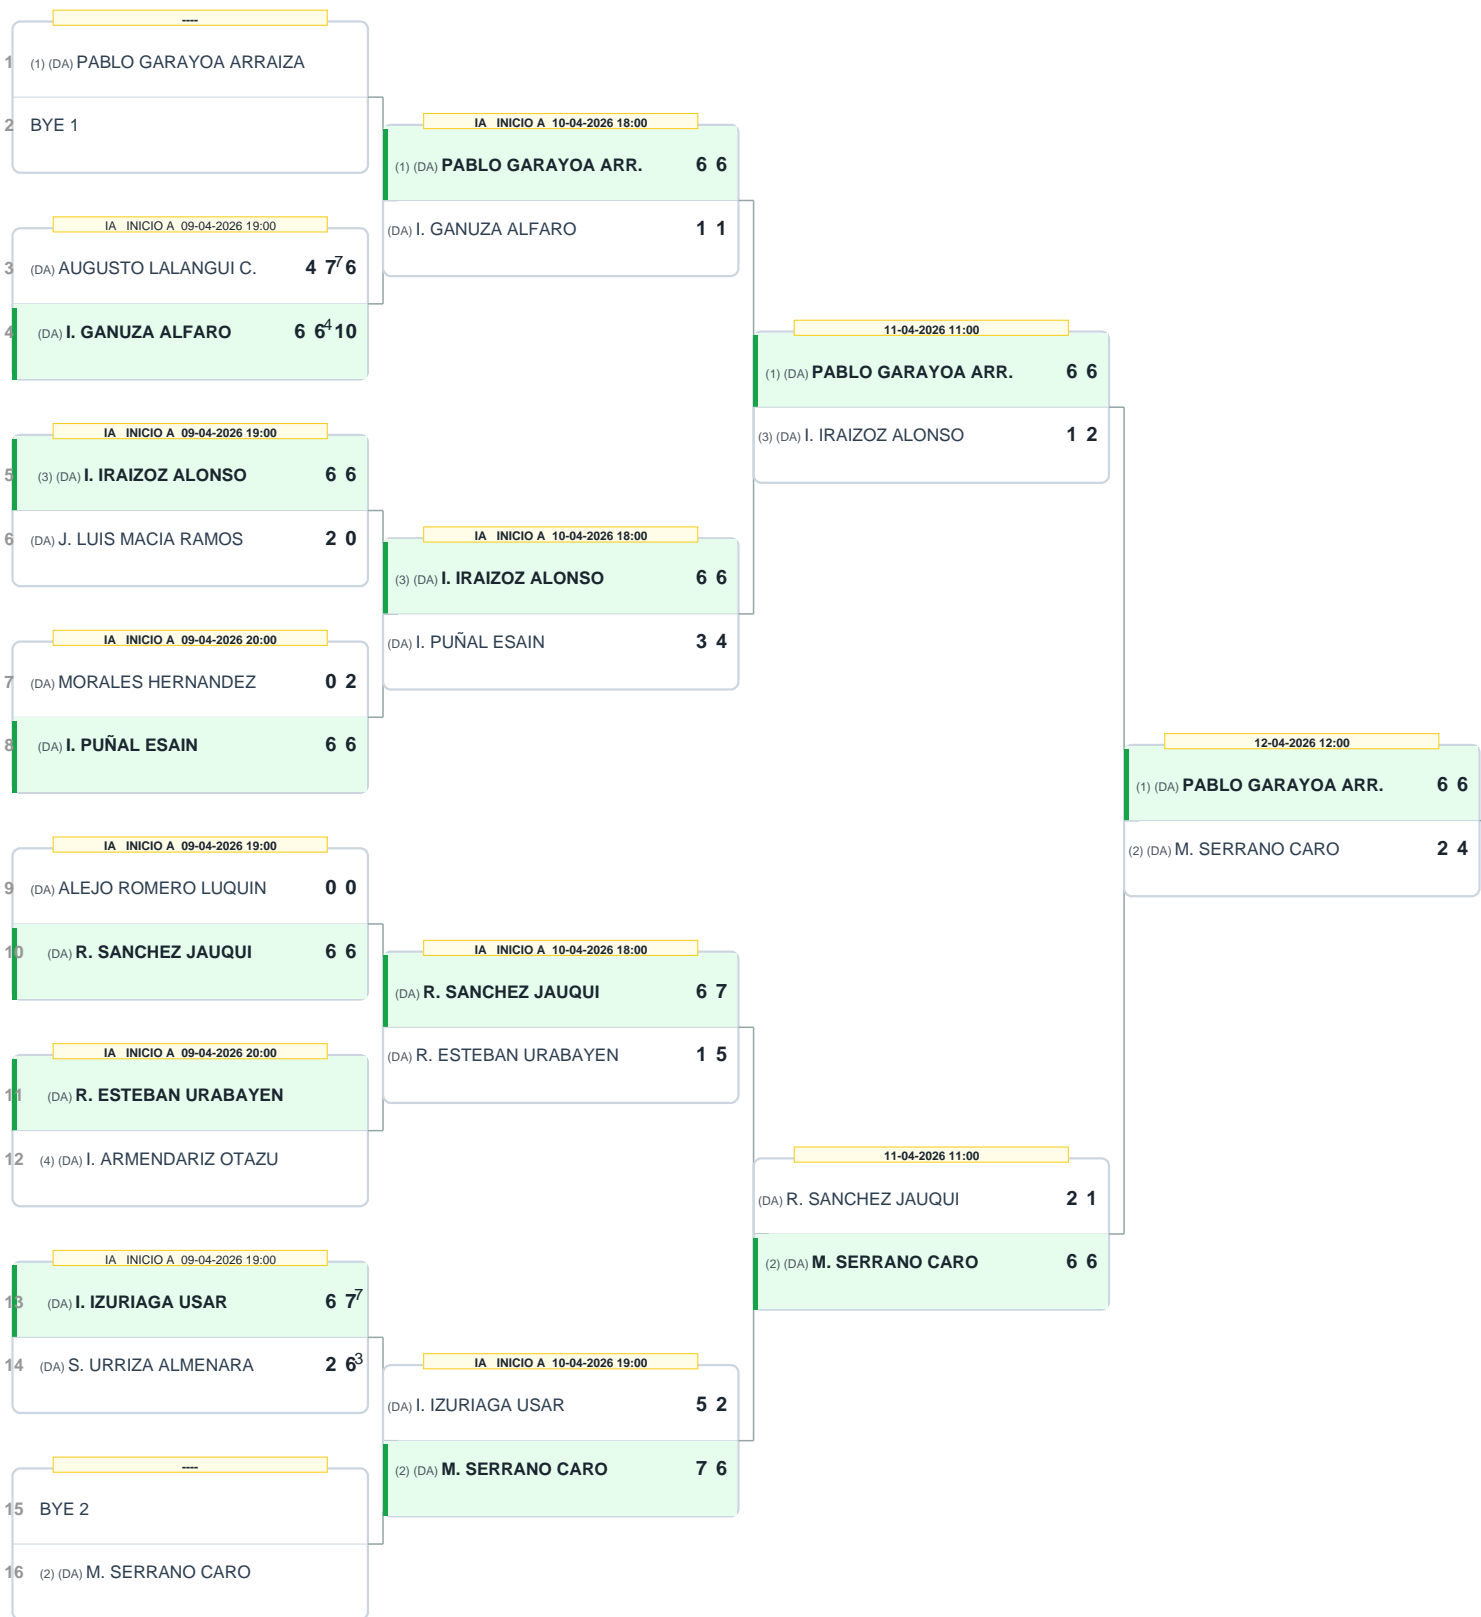 ----
1 (1) (DA) PABLO GARAYOA ARRAIZA
2 BYE 1
IA INICIO A 09-04-2026 19:00
3 (DA) AUGUSTO LALANGUI C. 4 7⁷ 6
4 (DA) I. GANUZA ALFARO 6 6⁴ 10
IA INICIO A 09-04-2026 19:00
5 (3) (DA) I. IRAIZOZ ALONSO 6 6
6 (DA) J. LUIS MACIA RAMOS 2 0
IA INICIO A 09-04-2026 20:00
7 (DA) MORALES HERNANDEZ 0 2
8 (DA) I. PUÑAL ESAIN 6 6
IA INICIO A 09-04-2026 19:00
9 (DA) ALEJO ROMERO LUQUIN 0 0
10 (DA) R. SANCHEZ JAUQUI 6 6
IA INICIO A 09-04-2026 20:00
11 (DA) R. ESTEBAN URABAYEN
12 (4) (DA) I. ARMENDARIZ OTAZU
IA INICIO A 09-04-2026 19:00
13 (DA) I. IZURIAGA USAR 6 7⁷
14 (DA) S. URRIZA ALMENARA 2 6³
----
15 BYE 2
16 (2) (DA) M. SERRANO CARO
IA INICIO A 10-04-2026 18:00
(1) (DA) PABLO GARAYOA ARR. 6 6
(DA) I. GANUZA ALFARO 1 1
IA INICIO A 10-04-2026 18:00
(3) (DA) I. IRAIZOZ ALONSO 6 6
(DA) I. PUÑAL ESAIN 3 4
IA INICIO A 10-04-2026 18:00
(DA) R. SANCHEZ JAUQUI 6 7
(DA) R. ESTEBAN URABAYEN 1 5
IA INICIO A 10-04-2026 19:00
(DA) I. IZURIAGA USAR 5 2
(2) (DA) M. SERRANO CARO 7 6
11-04-2026 11:00
(1) (DA) PABLO GARAYOA ARR. 6 6
(3) (DA) I. IRAIZOZ ALONSO 1 2
11-04-2026 11:00
(DA) R. SANCHEZ JAUQUI 2 1
(2) (DA) M. SERRANO CARO 6 6
12-04-2026 12:00
(1) (DA) PABLO GARAYOA ARR. 6 6
(2) (DA) M. SERRANO CARO 2 4